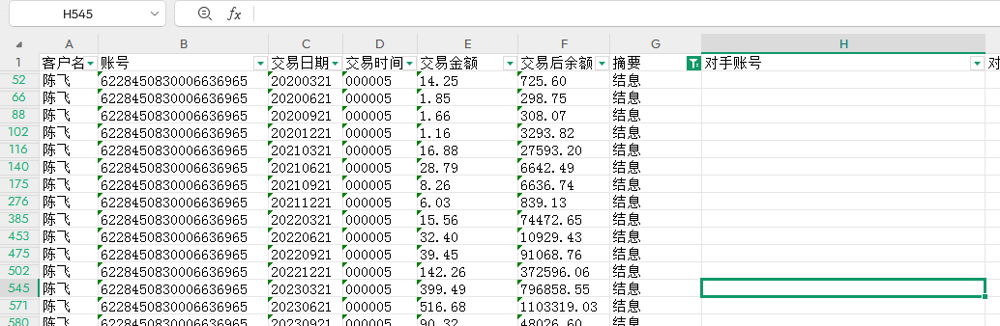 H545 fx
A B C D E F G H
1 客户名 账号 交易日期 交易时间 交易金额 交易后余额 摘要 对手账号 对
52 陈飞 6228450830006636965 20200321 000005 14.25 725.60 结息
66 陈飞 6228450830006636965 20200621 000005 1.85 298.75 结息
88 陈飞 6228450830006636965 20200921 000005 1.66 308.07 结息
102 陈飞 6228450830006636965 20201221 000005 1.16 3293.82 结息
116 陈飞 6228450830006636965 20210321 000005 16.88 27593.20 结息
140 陈飞 6228450830006636965 20210621 000005 28.79 6642.49 结息
175 陈飞 6228450830006636965 20210921 000005 8.26 6636.74 结息
276 陈飞 6228450830006636965 20211221 000005 6.03 839.13 结息
385 陈飞 6228450830006636965 20220321 000005 15.56 74472.65 结息
453 陈飞 6228450830006636965 20220621 000005 32.40 10929.43 结息
475 陈飞 6228450830006636965 20220921 000005 39.45 91068.76 结息
502 陈飞 6228450830006636965 20221221 000005 142.26 372596.06 结息
545 陈飞 6228450830006636965 20230321 000005 399.49 796858.55 结息
571 陈飞 6228450830006636965 20230621 000005 516.68 1103319.03 结息
580 陈飞 6228450830006636965 20230921 000005 90.32 48026.60 结息